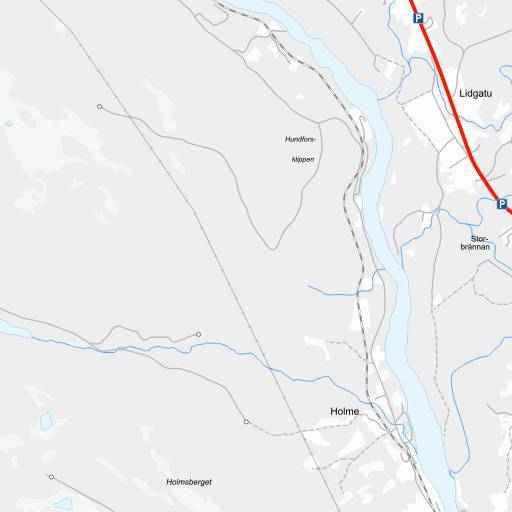 P
Lidgatu
Hundfors-
klippen
P
Stor-
brännan
Holme
Holmsberget